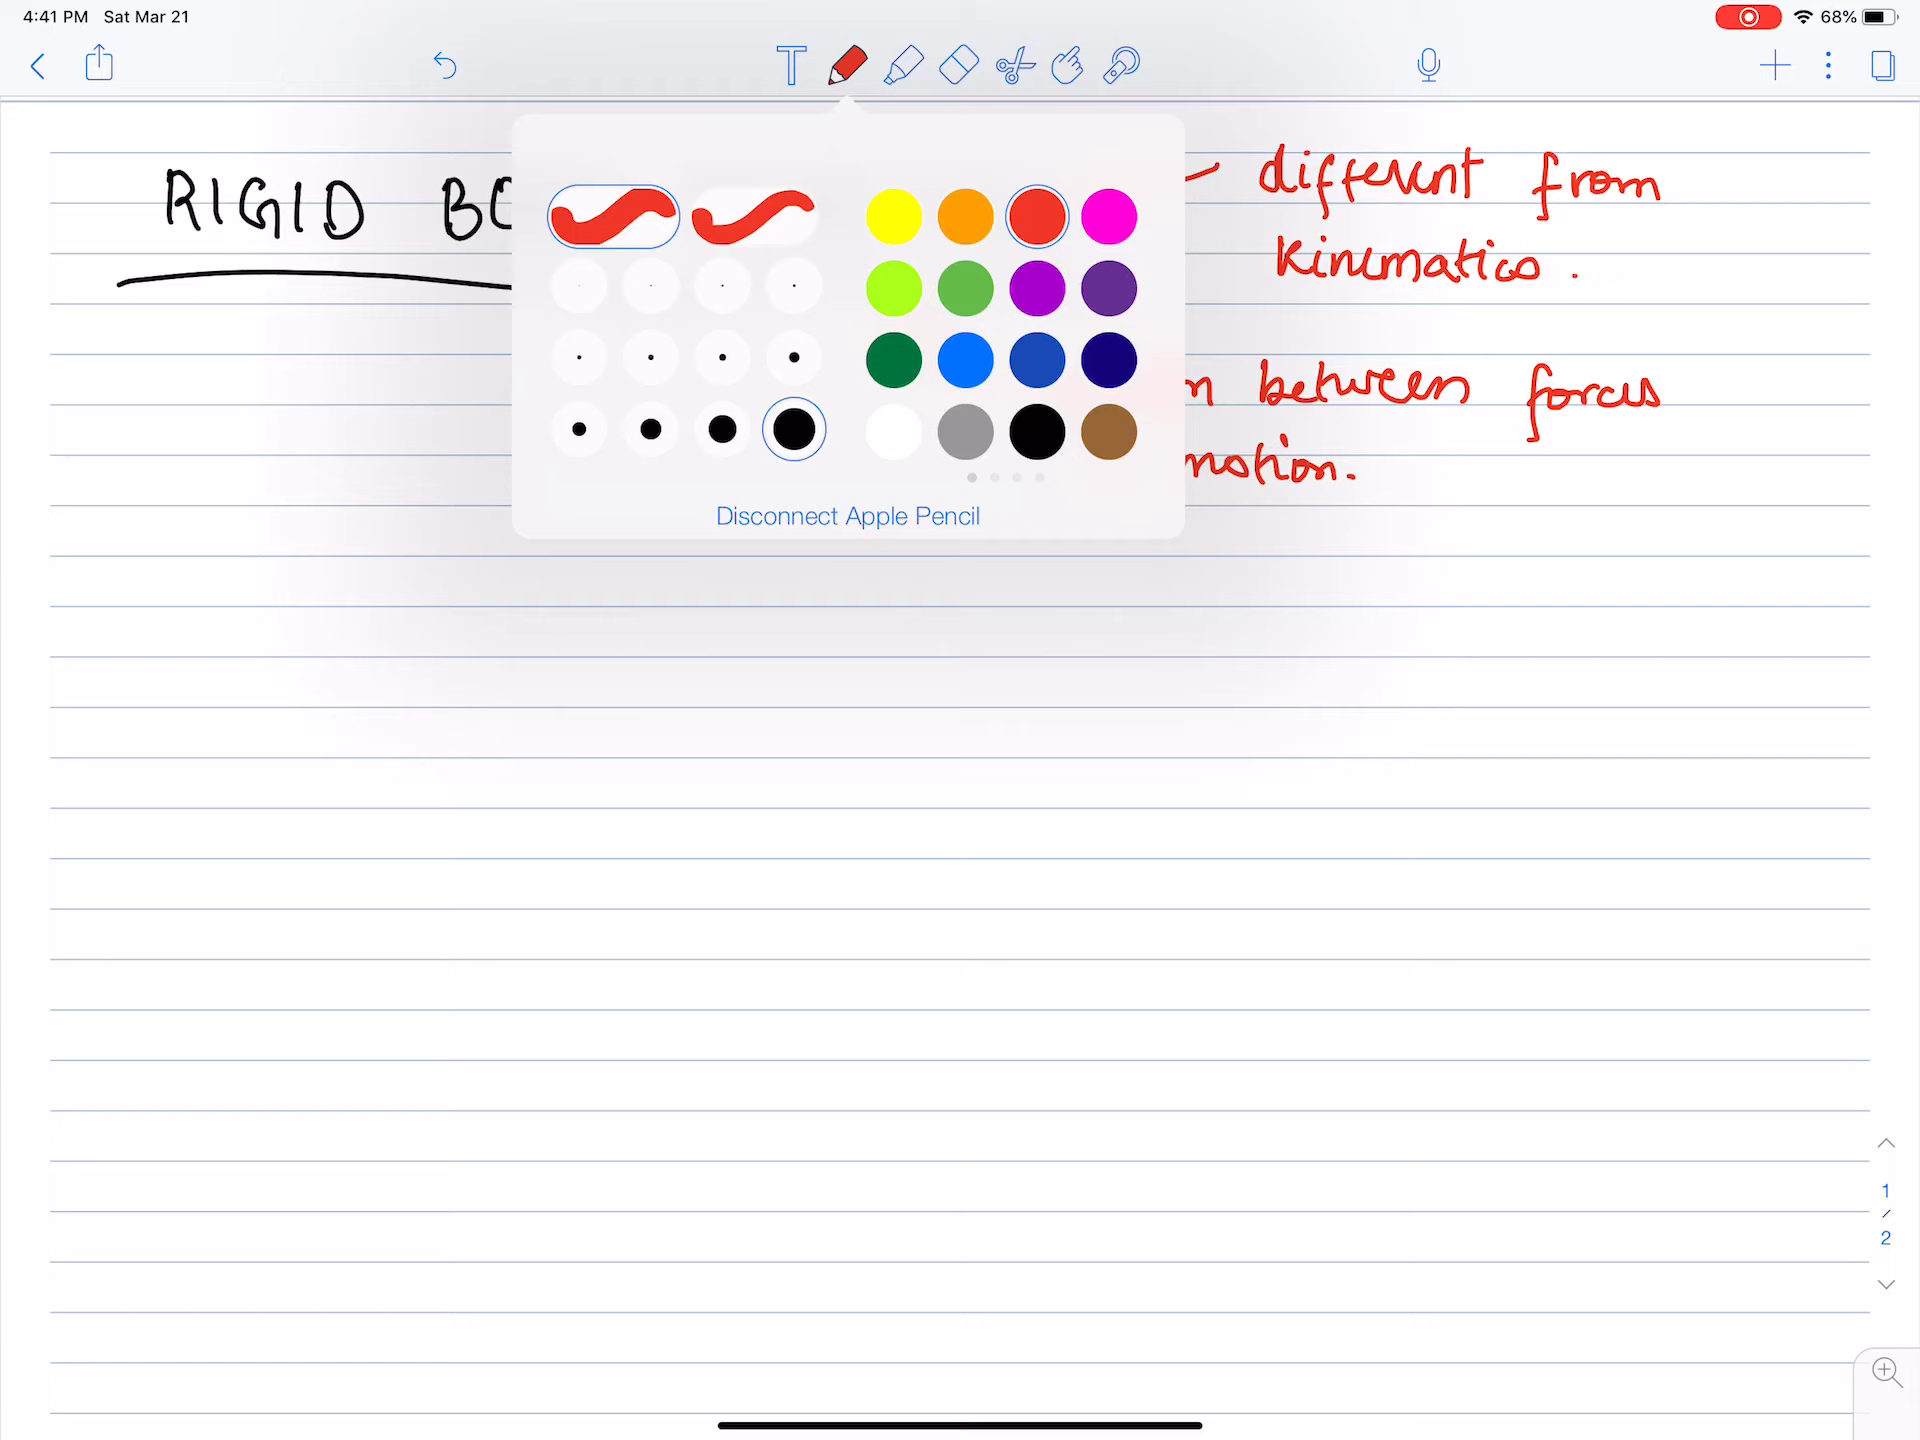 4:41 PM Sat Mar 21
68%
RIGID
different from
kinematics.
between forces
motion.
Disconnect Apple Pencil
1
/
2